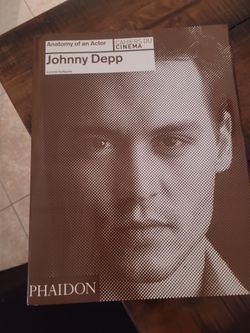 Anatomy of an Actor
CAHIERS DU
CINEMA
Johnny Depp
PHAIDON